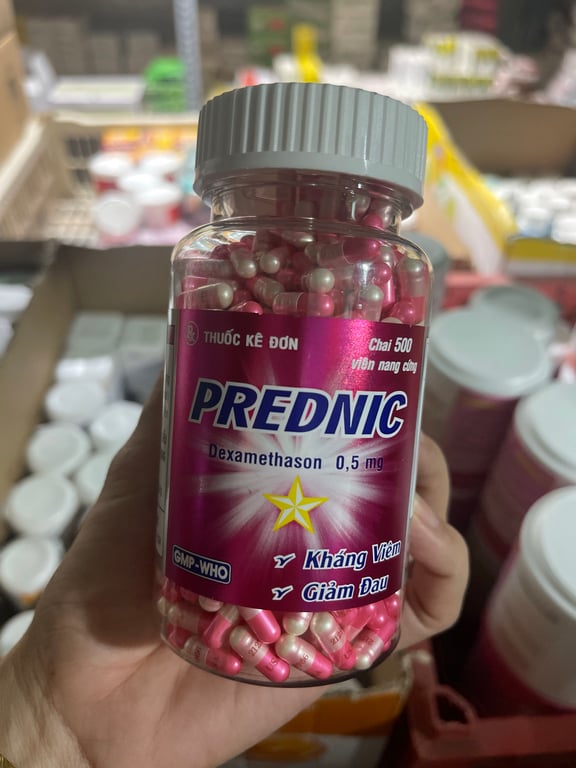 Rx THUỐC KÊ ĐƠN
Chai 500
viên nang cứng
PREDNIC
Dexamethason 0,5 mg
GMP-WHO
Kháng Viêm
Giảm Đau